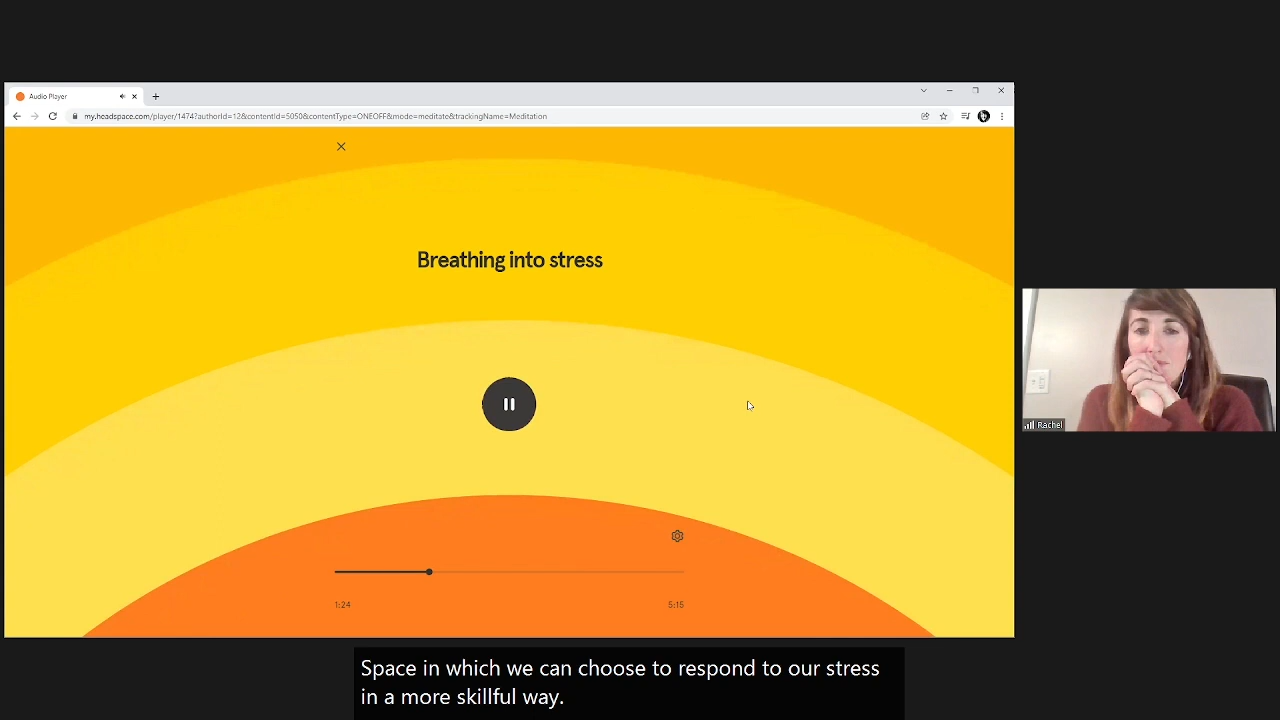 Audio Player
my.headspace.com/player/1474?authorId=12&contentId=5050&contentType=ONEOFF&mode=meditate&trackingName=Meditation
Breathing into stress
1:24
5:15
Rachel
Space in which we can choose to respond to our stress
in a more skillful way.